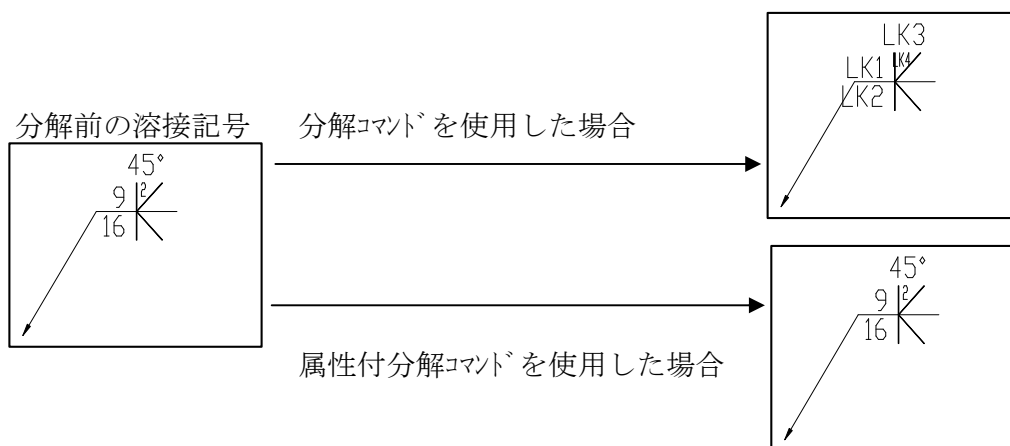 LK3
LK1 LK4
LK2
分解前の溶接記号
分解ｺﾏﾝﾄﾞを使用した場合
45°
9 2
16
45°
9 2
16
属性付分解ｺﾏﾝﾄﾞを使用した場合